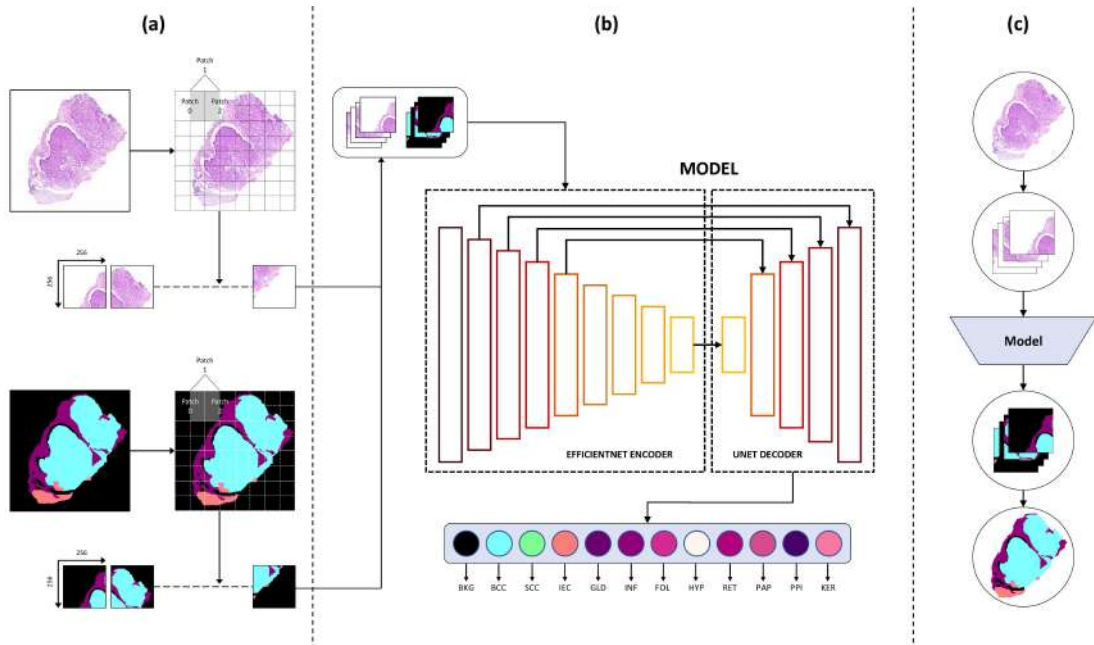 (a)
Patch
1
Patch
0
Patch
2
256
256
Patch
1
Patch
0
Patch
2
256
256
(b)
MODEL
EFFICIENTNET ENCODER
UNET DECODER
BKG BCC SCC IEC GLD INF FOL HYP RET PAP PPI KER
(c)
Model